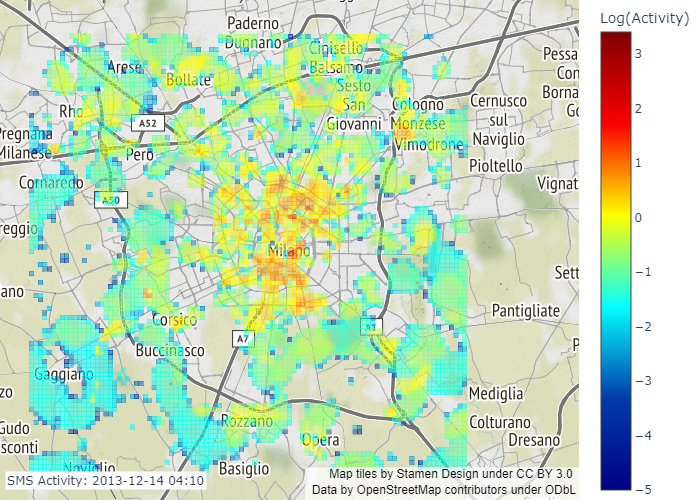 Log(Activity)
3
2
1
0
−1
−2
−3
−4
−5
Paderno
Dugnano
Cinisello
Balsamo
Arese
Bollate
Sesto
San
Giovanni
Rho
A52
Cologno
Monzese
Vimodrone
Cernusco
sul
Naviglio
Pessa
Con
Borna
Go
Pregnana
Milanese
Pero
Pioltello
Cornaredo
A50
Vignat
reggio
Milano
Sett
ano
Pantigliate
Corsico
A7
A1
Buccinasco
P
Gaggiano
zzo
Mediglia
Gudo
sconti
Rozzano
Colturano
Dresano
Opera
Noviglio
Basiglio
SMS Activity: 2013-12-14 04:10
Map tiles by Stamen Design under CC BY 3.0
Data by OpenStreetMap contributors under ODbL